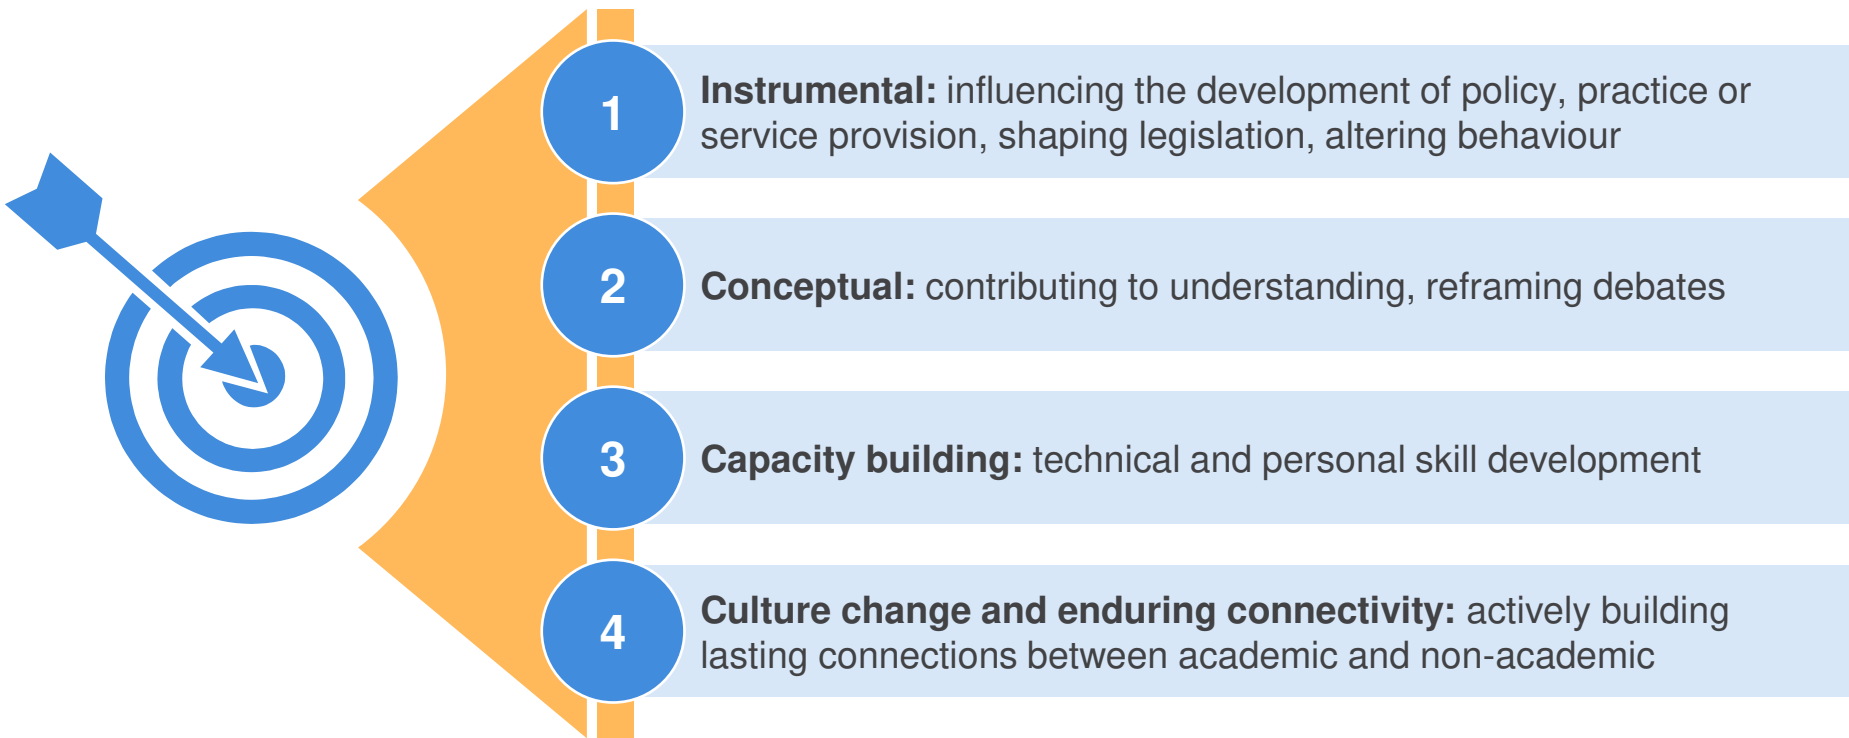 1
Instrumental: influencing the development of policy, practice or
service provision, shaping legislation, altering behaviour
2
Conceptual: contributing to understanding, reframing debates
3
Capacity building: technical and personal skill development
4
Culture change and enduring connectivity: actively building
lasting connections between academic and non-academic